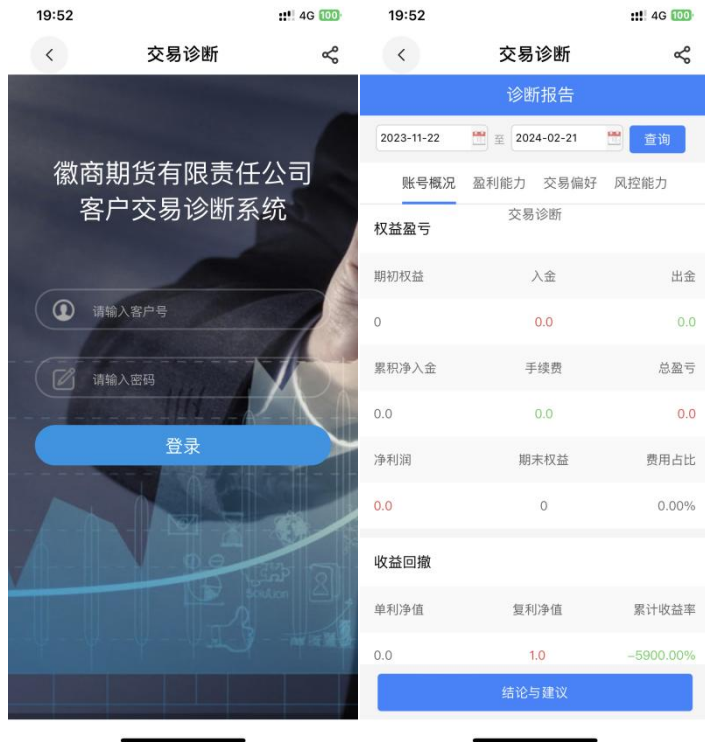 19:52
4G 100
交易诊断
徽商期货有限责任公司
客户交易诊断系统
请输入客户号
请输入密码
登录
Solution
19:52
4G 100
交易诊断
诊断报告
2023-11-22 至 2024-02-21 查询
账号概况 盈利能力 交易偏好 风控能力
交易诊断
权益盈亏
期初权益 入金 出金
0 0.0 0.0
累积净入金 手续费 总盈亏
0.0 0.0 0.0
净利润 期末权益 费用占比
0.0 0 0.00%
收益回撤
单利净值 复利净值 累计收益率
0.0 1.0 -5900.00%
结论与建议